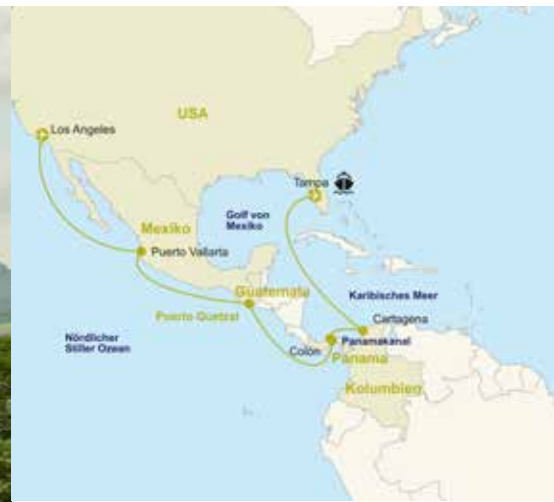 USA
Los Angeles
Tampa
Golf von
Mexiko
Mexiko
Puerto Vallarta
Guatemala
Karibisches Meer
Puerto Quetzal
Cartagena
Nördlicher
Stiller Ozean
Colón
Panamakanal
Panama
Kolumbien